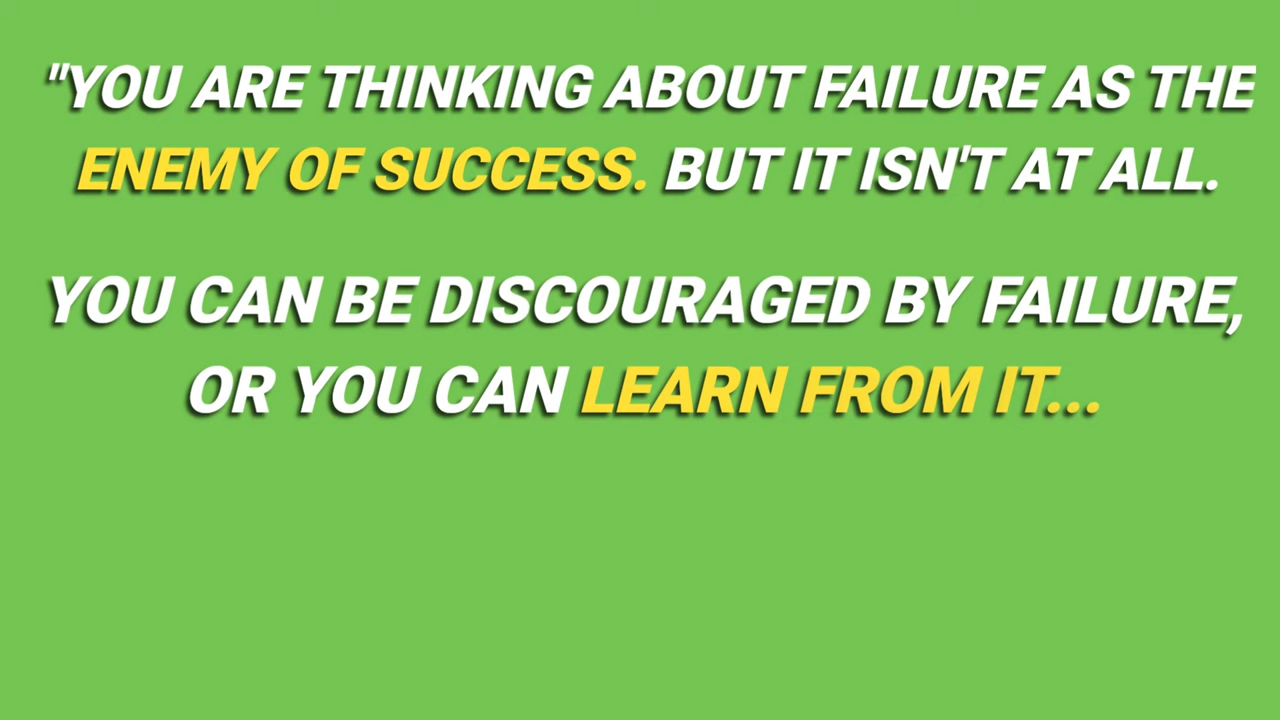 "YOU ARE THINKING ABOUT FAILURE AS THE
ENEMY OF SUCCESS. BUT IT ISN'T AT ALL.
YOU CAN BE DISCOURAGED BY FAILURE,
OR YOU CAN LEARN FROM IT...